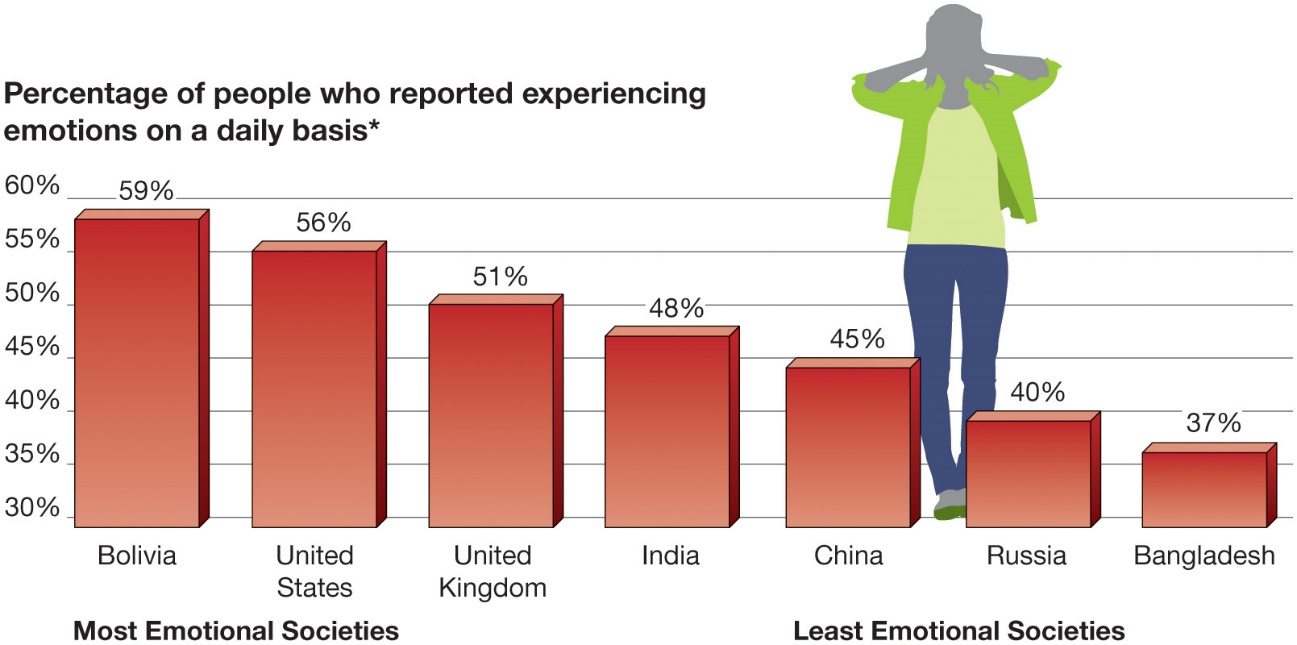 Percentage of people who reported experiencing
emotions on a daily basis*
60%
55%
50%
45%
40%
35%
30%
59%
56%
51%
48%
45%
40%
37%
Bolivia
United
States
United
Kingdom
India
China
Russia
Bangladesh
Most Emotional Societies
Least Emotional Societies